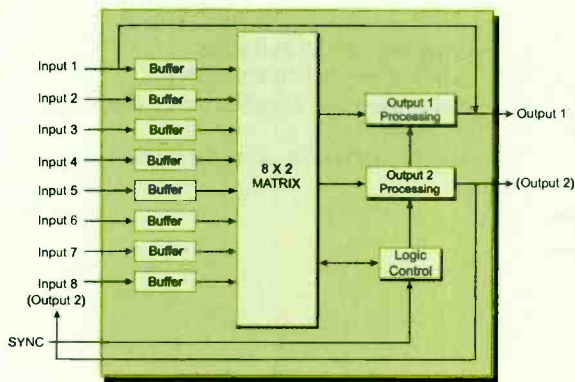 Input 1
Buffer
Input 2
Buffer
Input 3
Buffer
Input 4
Buffer
Input 5
Buffer
Input 6
Buffer
Input 7
Buffer
Input 8
(Output 2)
Buffer
SYNC
8 X 2
MATRIX
Output 1
Processing
Output 2
Processing
Logic
Control
Output 1
(Output 2)